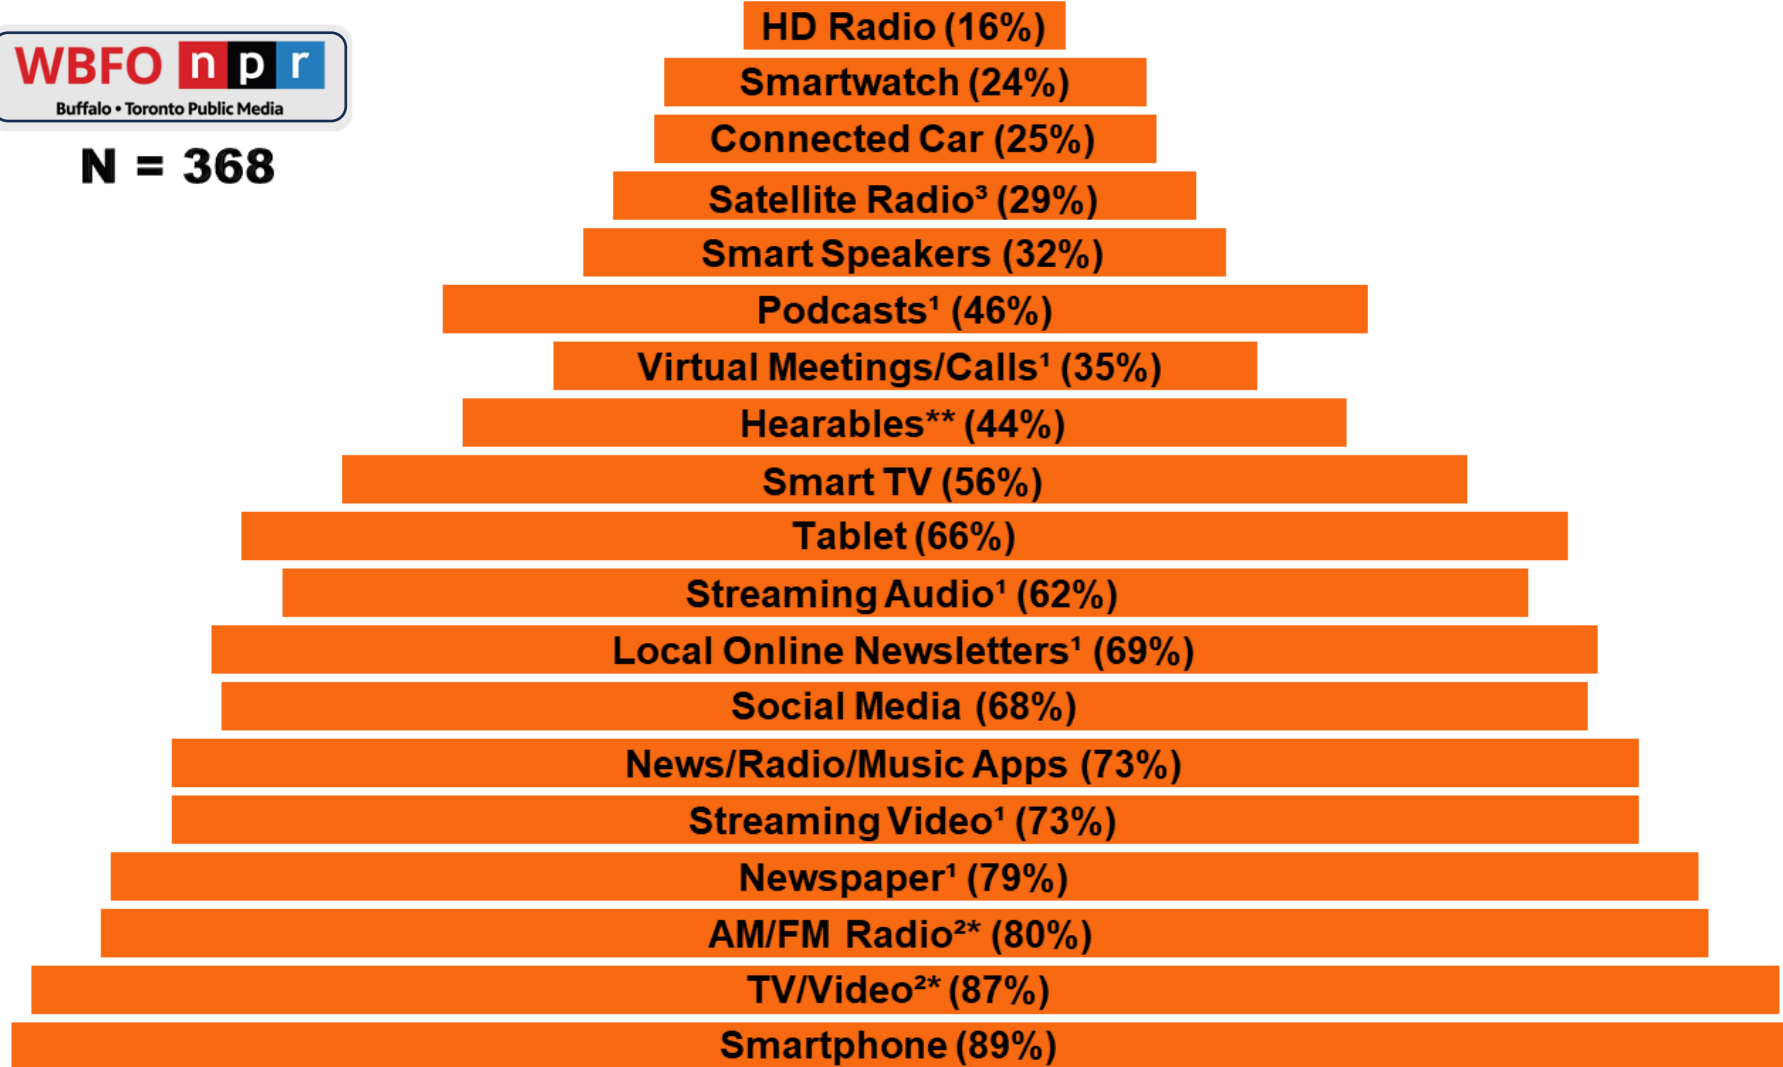 WBFO npr
Buffalo • Toronto Public Media
N = 368
HD Radio (16%)
Smartwatch (24%)
Connected Car (25%)
Satellite Radio³ (29%)
Smart Speakers (32%)
Podcasts¹ (46%)
Virtual Meetings/Calls¹ (35%)
Hearables** (44%)
Smart TV (56%)
Tablet (66%)
Streaming Audio¹ (62%)
Local Online Newsletters¹ (69%)
Social Media (68%)
News/Radio/Music Apps (73%)
Streaming Video¹ (73%)
Newspaper¹ (79%)
AM/FM Radio²* (80%)
TV/Video²* (87%)
Smartphone (89%)